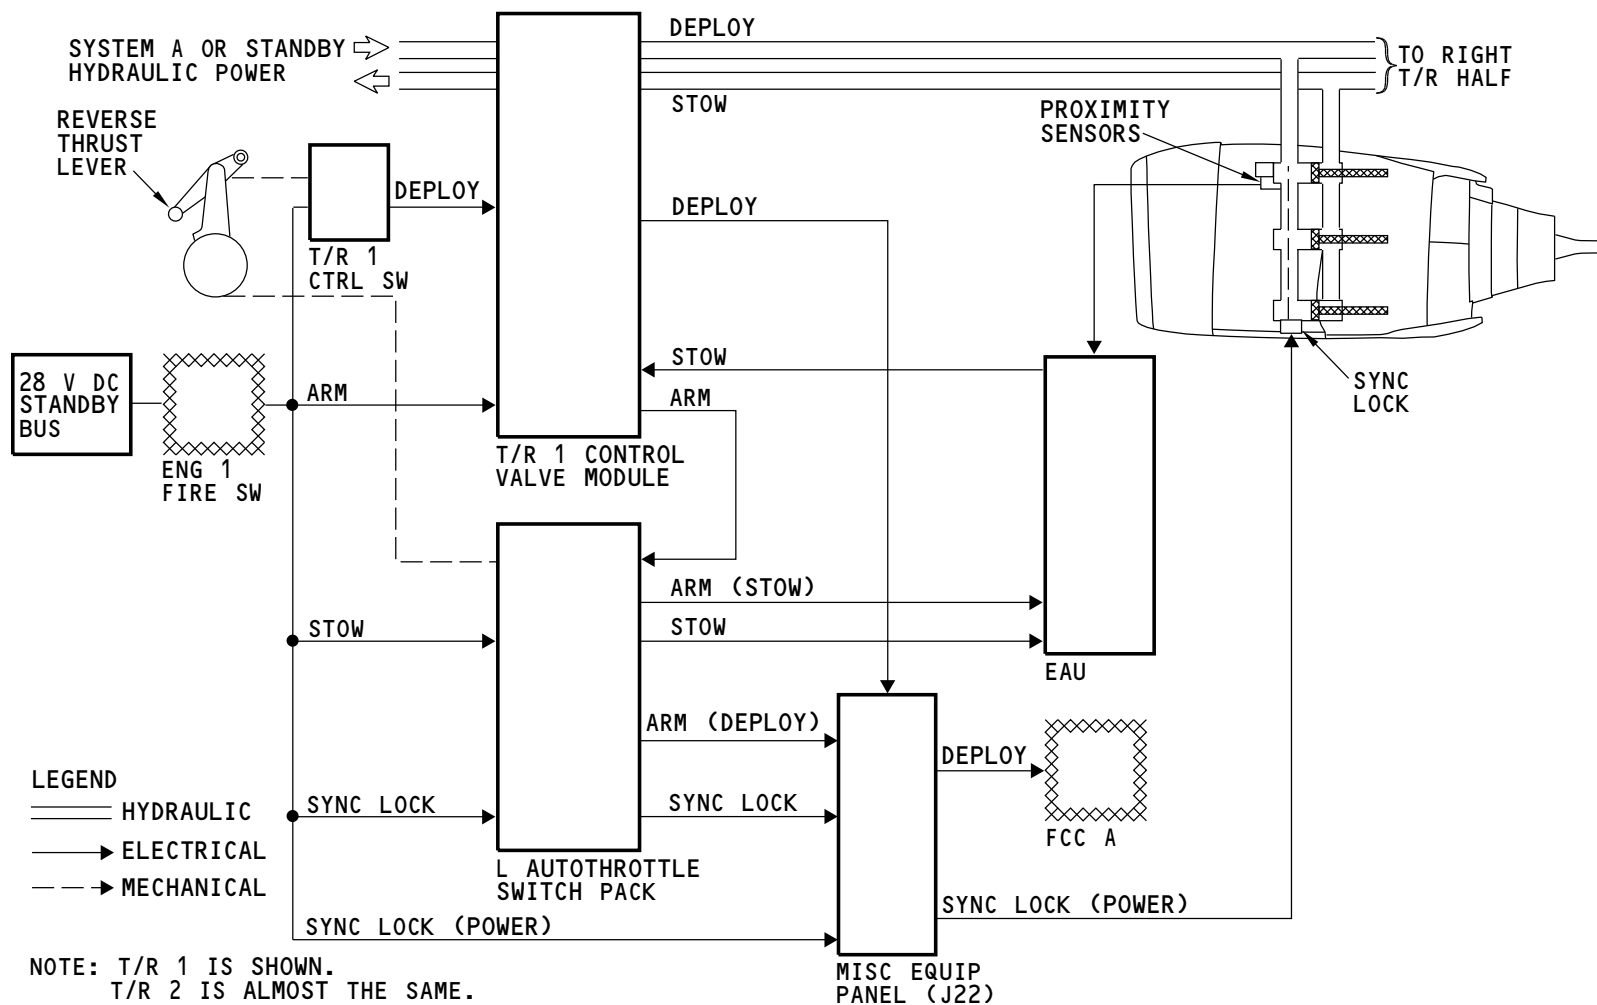 DEPLOY
SYSTEM A OR STANDBY
HYDRAULIC POWER
TO RIGHT
T/R HALF
STOW
PROXIMITY
SENSORS
REVERSE
THRUST
LEVER
DEPLOY
DEPLOY
T/R 1
CTRL SW
STOW
28 V DC
STANDBY
BUS
ARM
ARM
SYNC
LOCK
T/R 1 CONTROL
VALVE MODULE
ENG 1
FIRE SW
ARM (STOW)
STOW
STOW
EAU
ARM (DEPLOY)
DEPLOY
LEGEND
HYDRAULIC
ELECTRICAL
MECHANICAL
SYNC LOCK
SYNC LOCK
FCC A
L AUTOTHROTTLE
SWITCH PACK
SYNC LOCK (POWER)
SYNC LOCK (POWER)
MISC EQUIP
PANEL (J22)
NOTE: T/R 1 IS SHOWN.
T/R 2 IS ALMOST THE SAME.